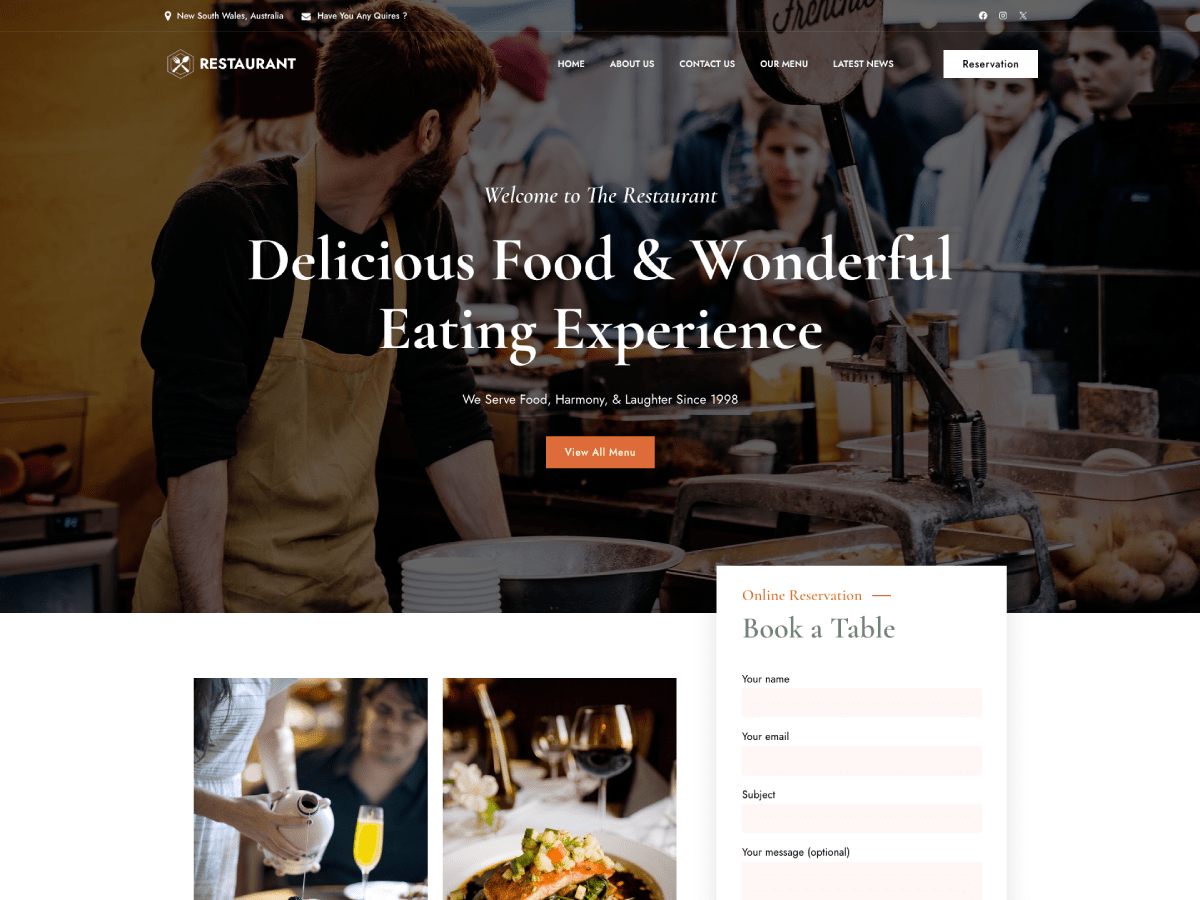 New South Wales, Australia
Have You Any Quires ?
RESTAURANT
HOME
ABOUT US
CONTACT US
OUR MENU
LATEST NEWS
Reservation
Frenchie
Welcome to The Restaurant
Delicious Food & Wonderful
Eating Experience
We Serve Food, Harmony, & Laughter Since 1998
View All Menu
Online Reservation
Book a Table
Your name
Your email
Subject
Your message (optional)